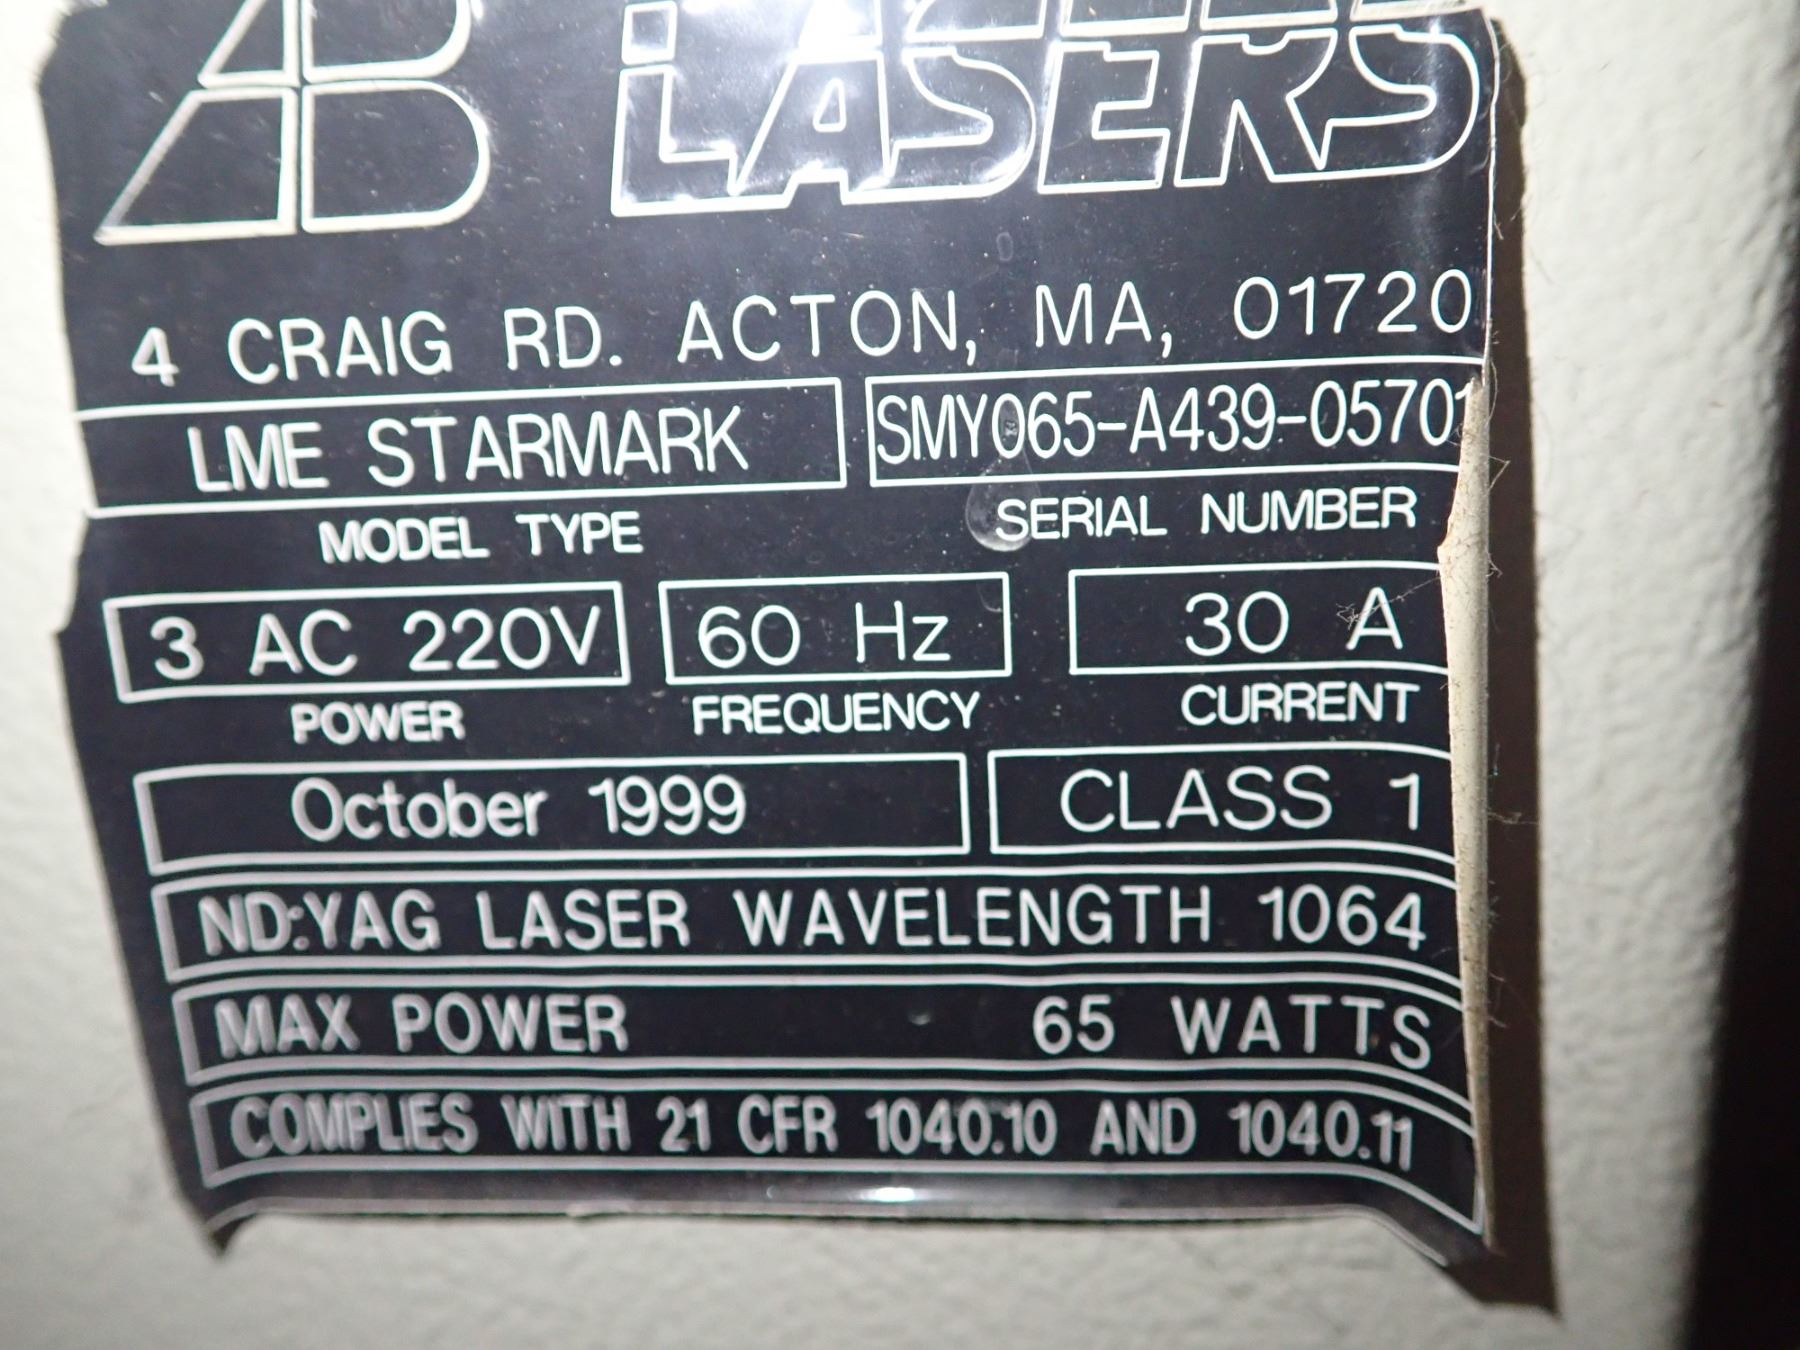 AB LASERS
4 CRAIG RD. ACTON, MA, 01720
LME STARMARK SMY065-A439-05701
MODEL TYPE SERIAL NUMBER
3 AC 220V 60 Hz 30 A
POWER FREQUENCY CURRENT
October 1999 CLASS 1
ND:YAG LASER WAVELENGTH 1064
MAX POWER 65 WATTS
COMPLIES WITH 21 CFR 1040.10 AND 1040.11